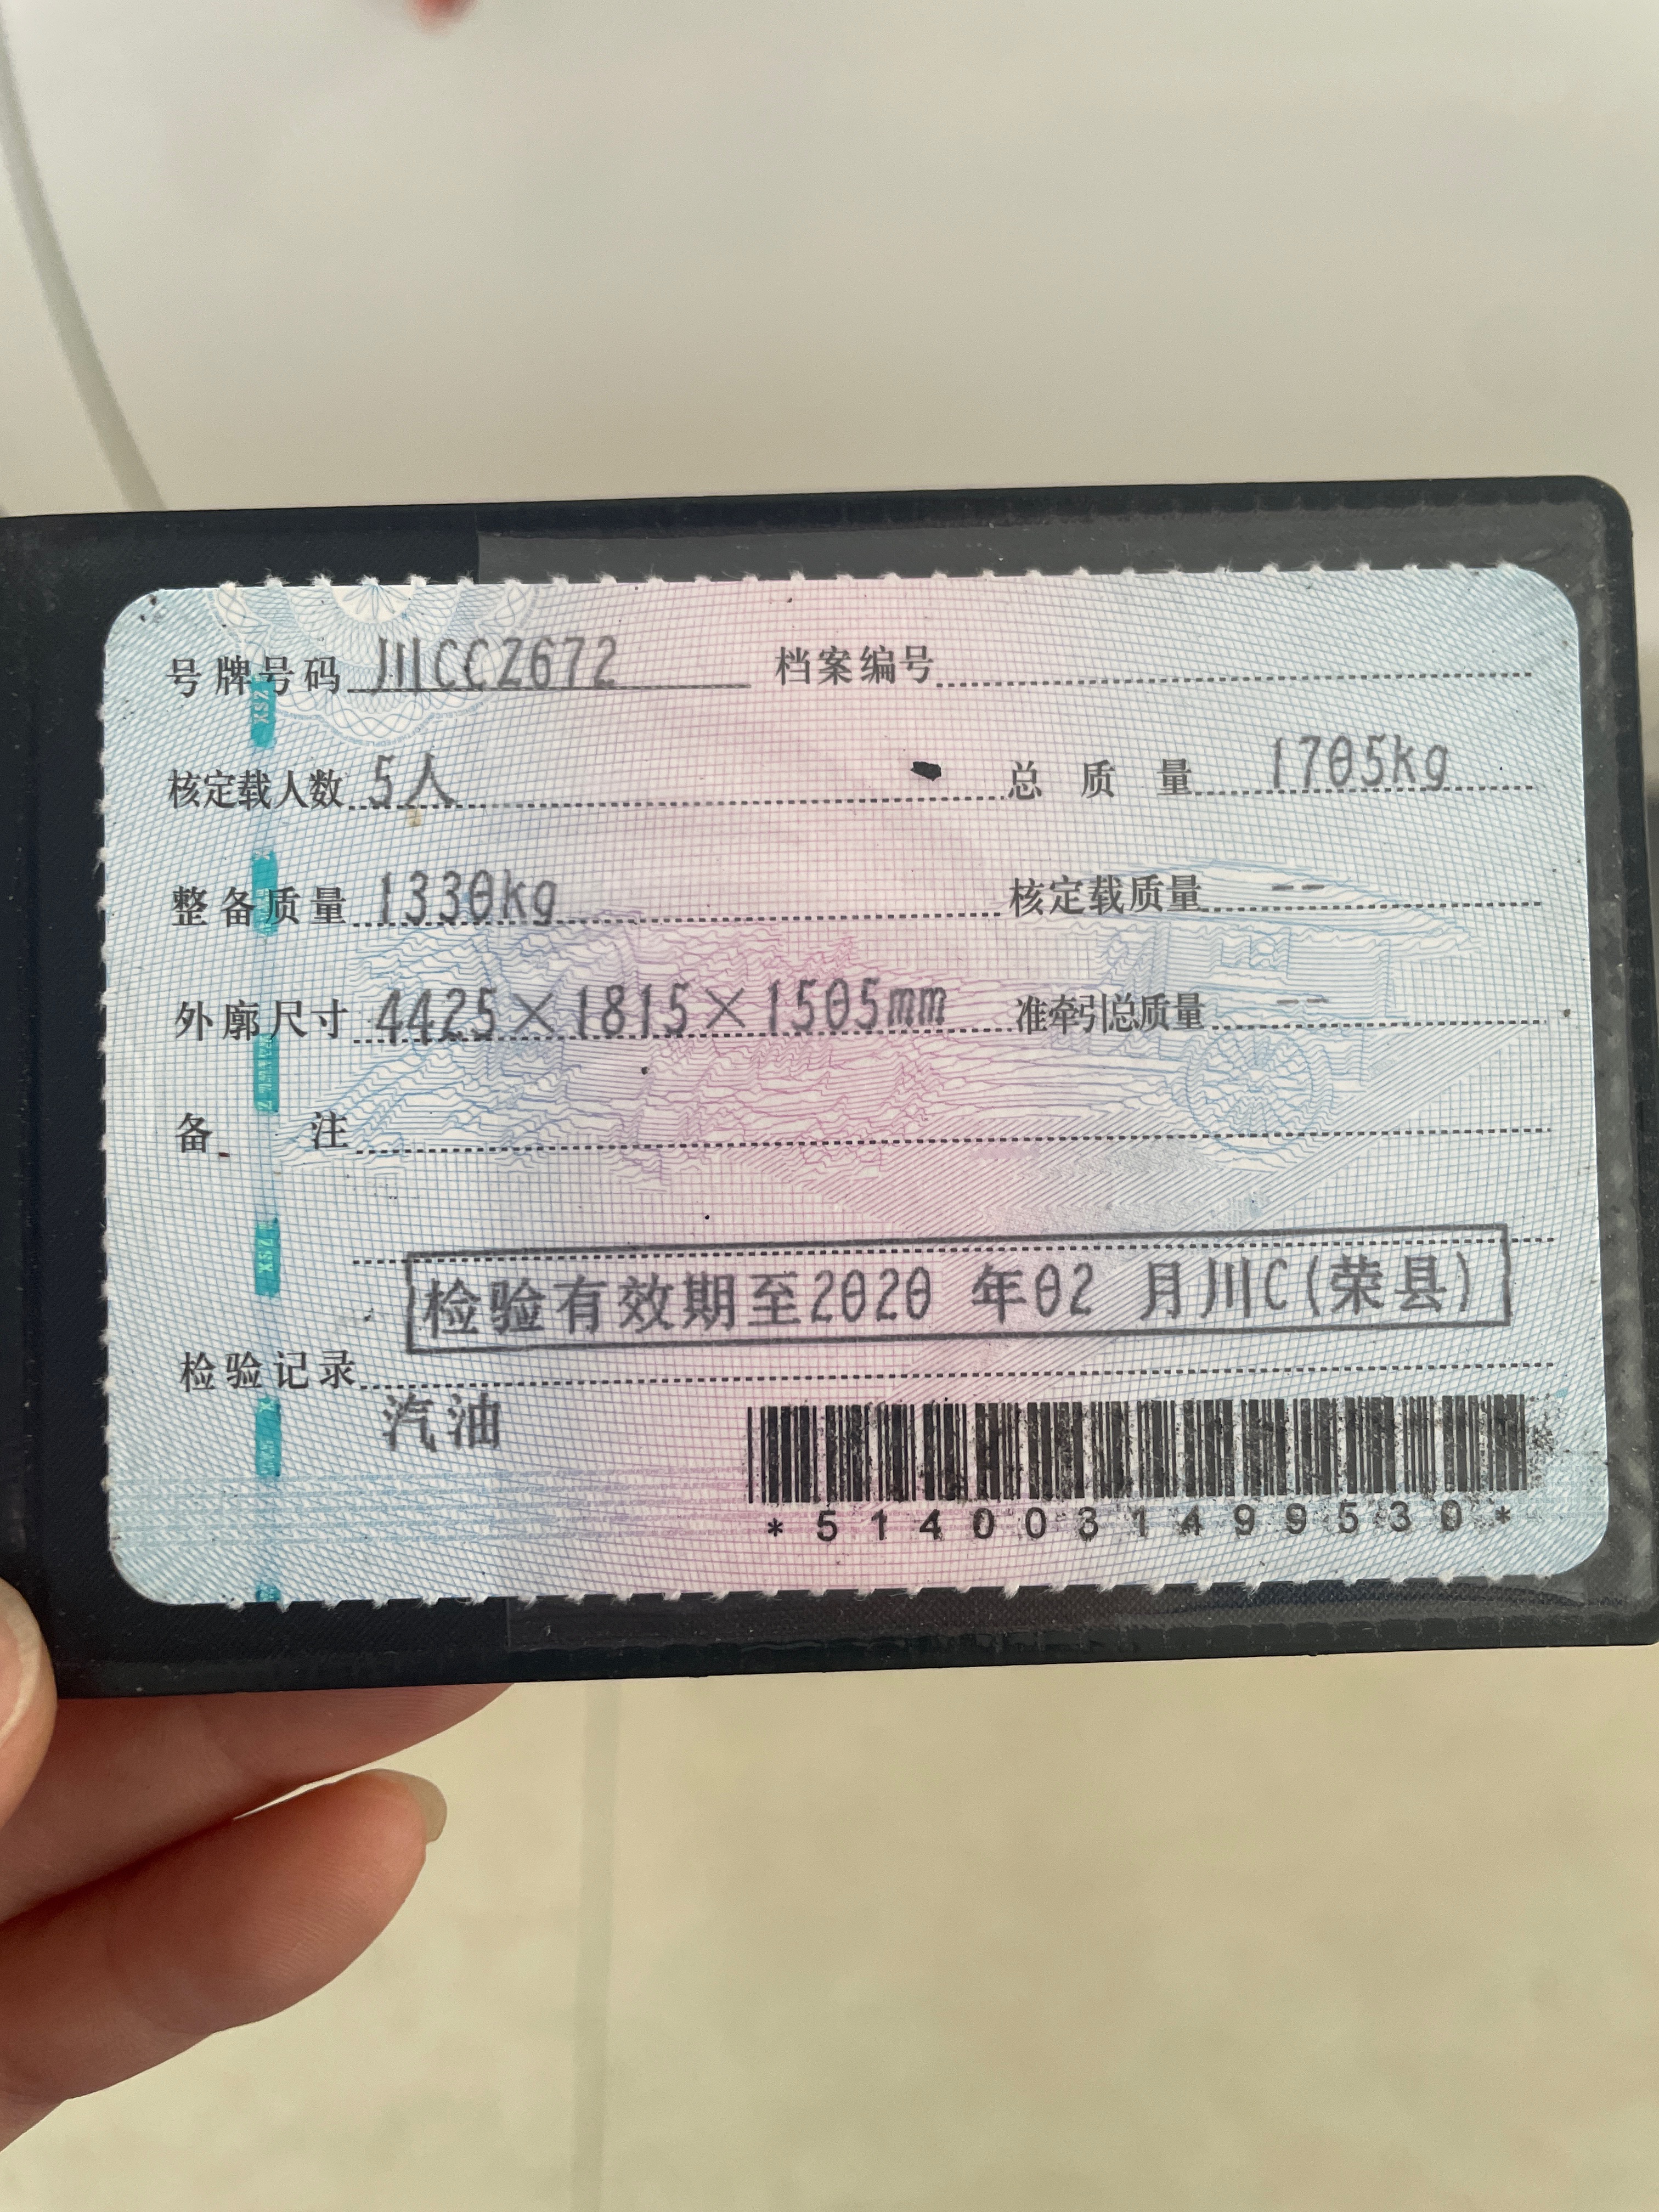 号牌号码 川CCZ672 档案编号
核定载人数 5人 总质量 1705kg
整备质量 1330kg 核定载质量 --
外廓尺寸 4425×1815×1505mm 准牵引总质量 --
备注
检验有效期至2020 年02 月川C(荣县)
检验记录
汽油
*5140031499530*